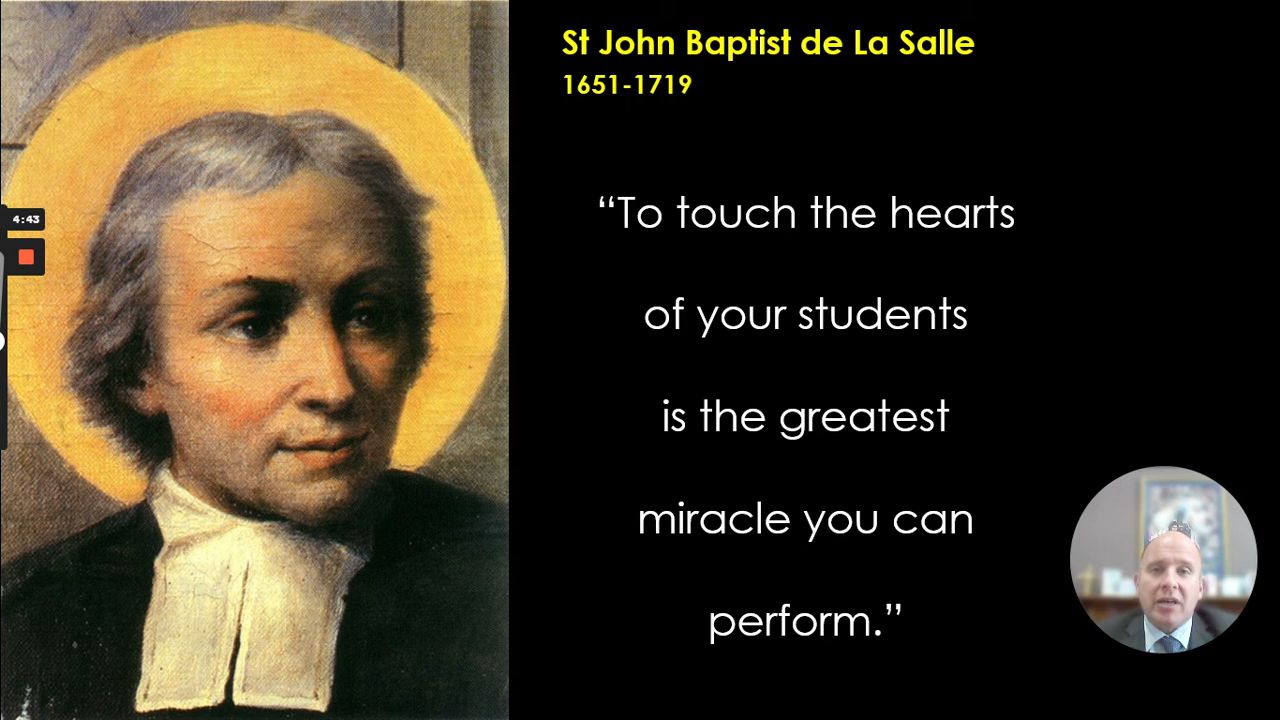 St John Baptist de La Salle
1651-1719
“To touch the hearts
of your students
is the greatest
miracle you can
perform.”
4:43